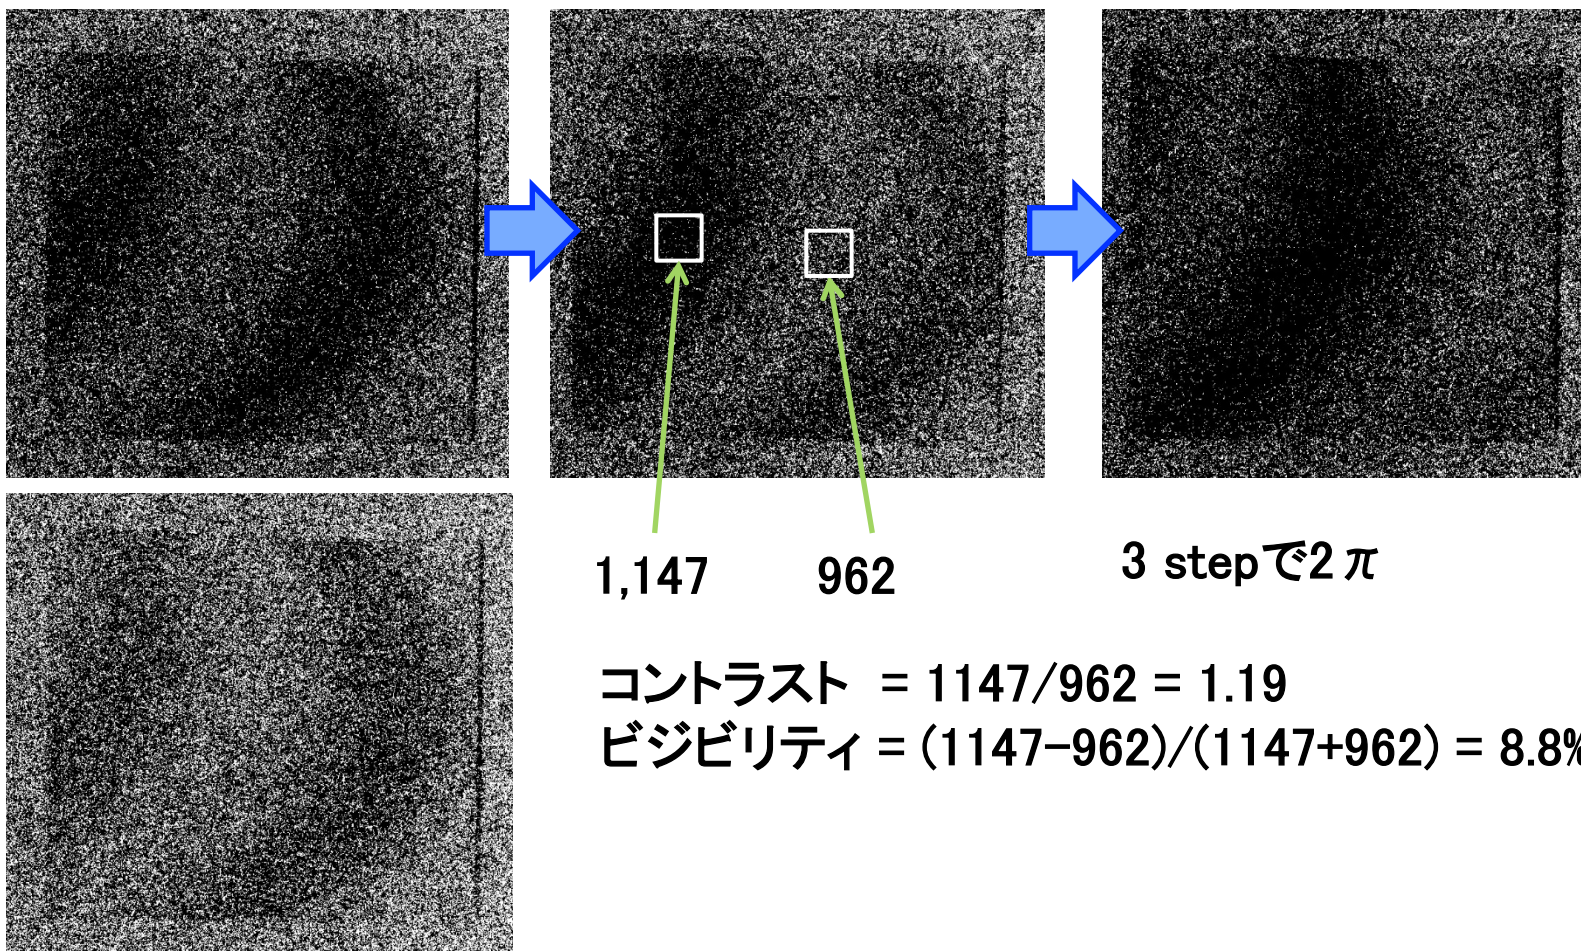 1,147
962
3 stepで2π
コントラスト = 1147/962 = 1.19
ビジビリティ = (1147-962)/(1147+962) = 8.8%